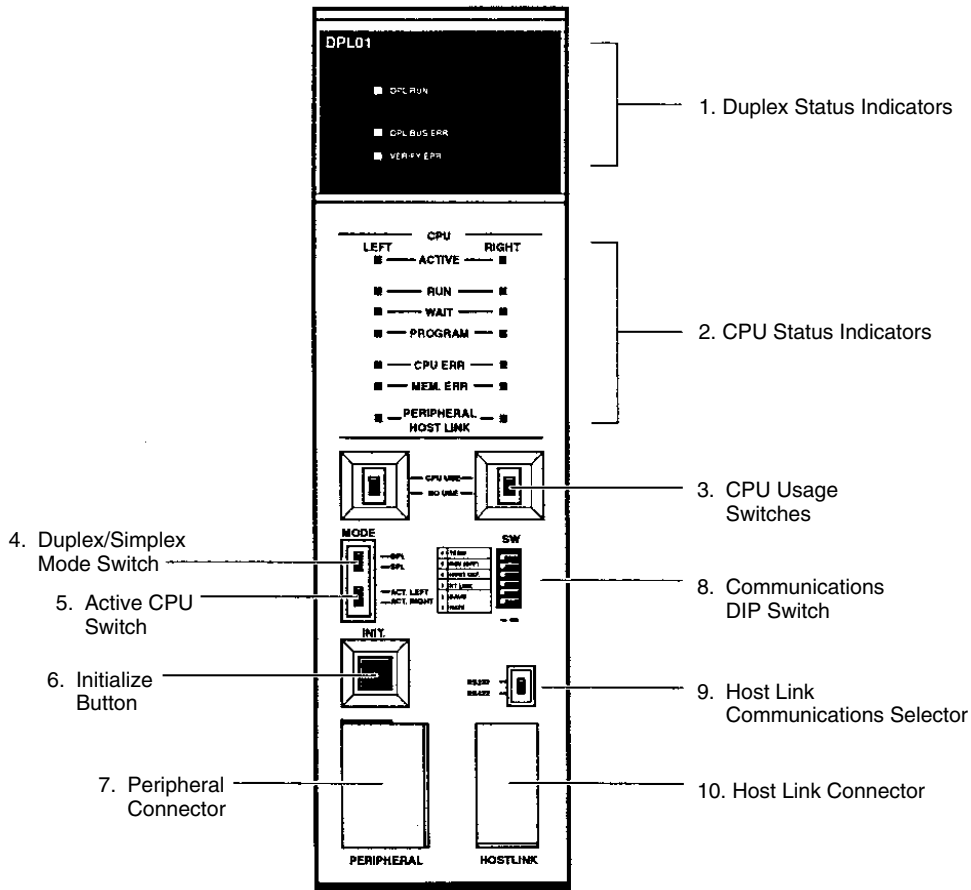 DPL01
DPL RUN
DPL BUS ERR
VERIFY ERR
1. Duplex Status Indicators
CPU
LEFT RIGHT
ACTIVE
RUN
WAIT
PROGRAM
CPU ERR
MEM. ERR
PERIPHERAL
HOST LINK
2. CPU Status Indicators
CPU USE
NO USE
3. CPU Usage
Switches
MODE
DPL
SPL
ACT. LEFT
ACT. RIGHT
4. Duplex/Simplex
Mode Switch
5. Active CPU
Switch
SW
8. Communications
DIP Switch
INIT.
6. Initialize
Button
RS232
RS422
9. Host Link
Communications Selector
7. Peripheral
Connector
10. Host Link Connector
PERIPHERAL
HOSTLINK